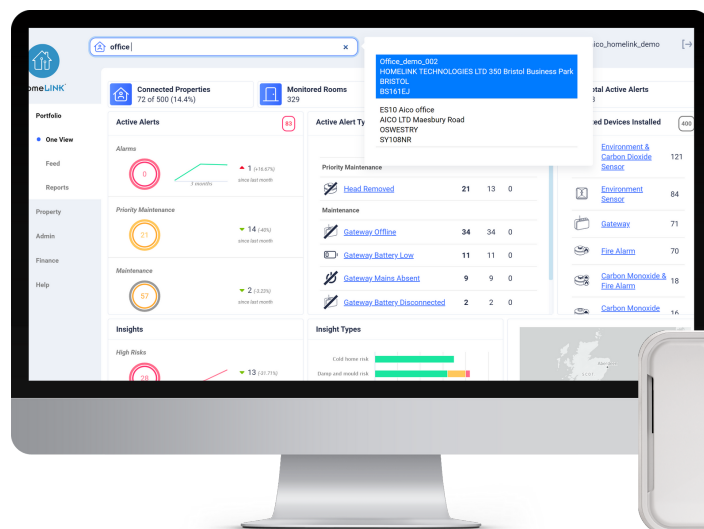 office
×
ico_homelink_demo
Office_demo_002
HOMELINK TECHNOLOGIES LTD 350 Bristol Business Park
BRISTOL
BS161EJ
ES10 Aico office
AICO LTD Maesbury Road
OSWESTRY
SY108NR
omeLINK
Connected Properties
72 of 500 (14.4%)
Monitored Rooms
329
tal Active Alerts
3
Portfolio
One View
Feed
Reports
Property
Admin
Finance
Help
Active Alerts
83
Alarms
0
3 months
1 (+16.67%)
since last month
Priority Maintenance
21
14 (-40%)
since last month
Maintenance
57
2 (-3.23%)
since last month
Active Alert Ty
Priority Maintenance
Head Removed 21 13 0
Maintenance
Gateway Offline 34 34 0
Gateway Battery Low 11 11 0
Gateway Mains Absent 9 9 0
Gateway Battery Disconnected 2 2 0
ed Devices Installed
400
Environment &
Carbon Dioxide
Sensor
121
Environment
Sensor
84
Gateway 71
Fire Alarm 70
Carbon Monoxide &
Fire Alarm
18
Carbon Monoxide
16
Insights
High Risks
28
13 (-31.71%)
Insight Types
Cold home risk
Damp and mould risk